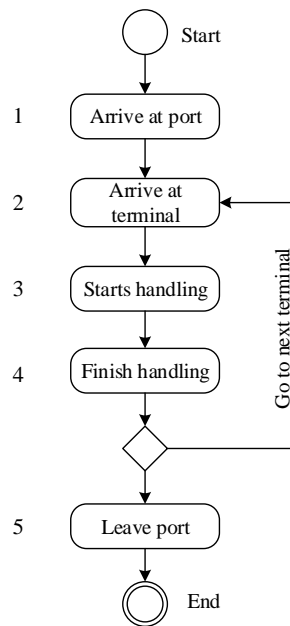 Start
1
Arrive at port
2
Arrive at
terminal
3
Starts handling
4
Finish handling
Go to next terminal
5
Leave port
End